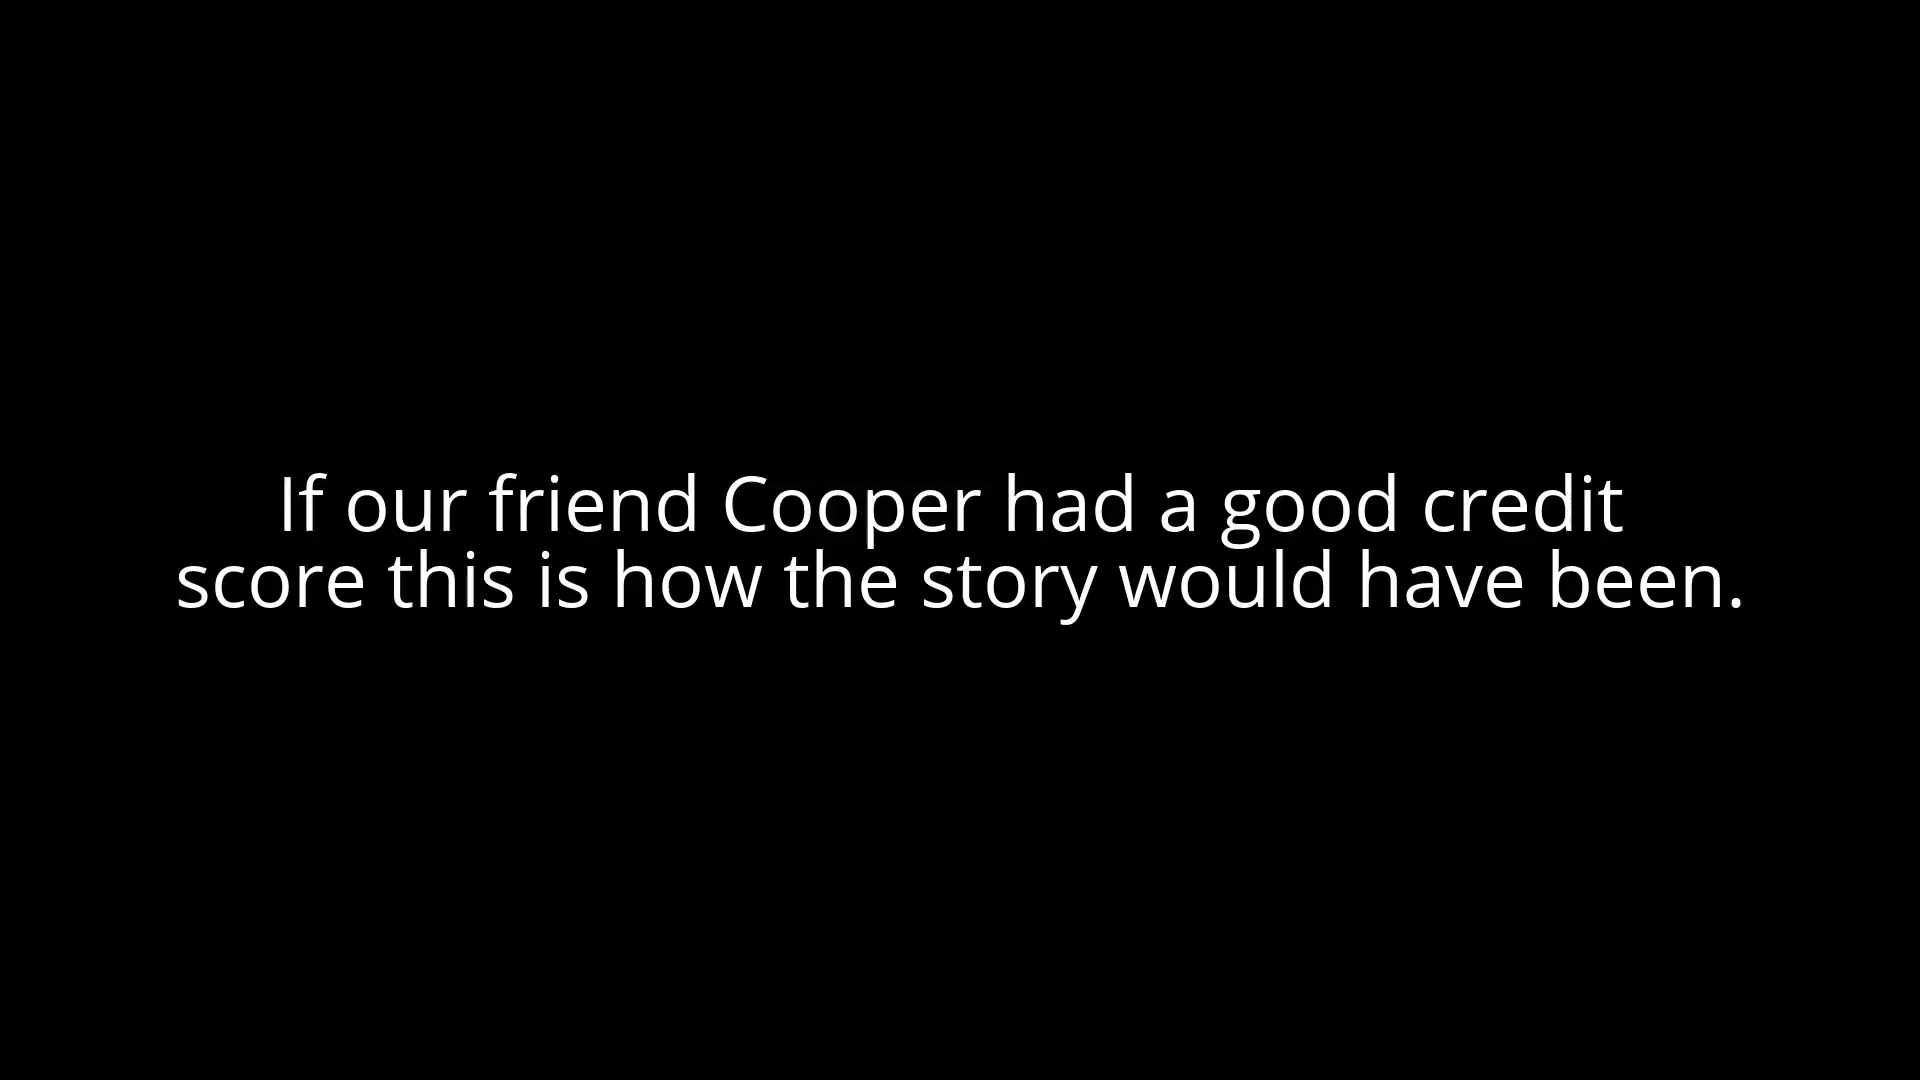 If our friend Cooper had a good credit
score this is how the story would have been.